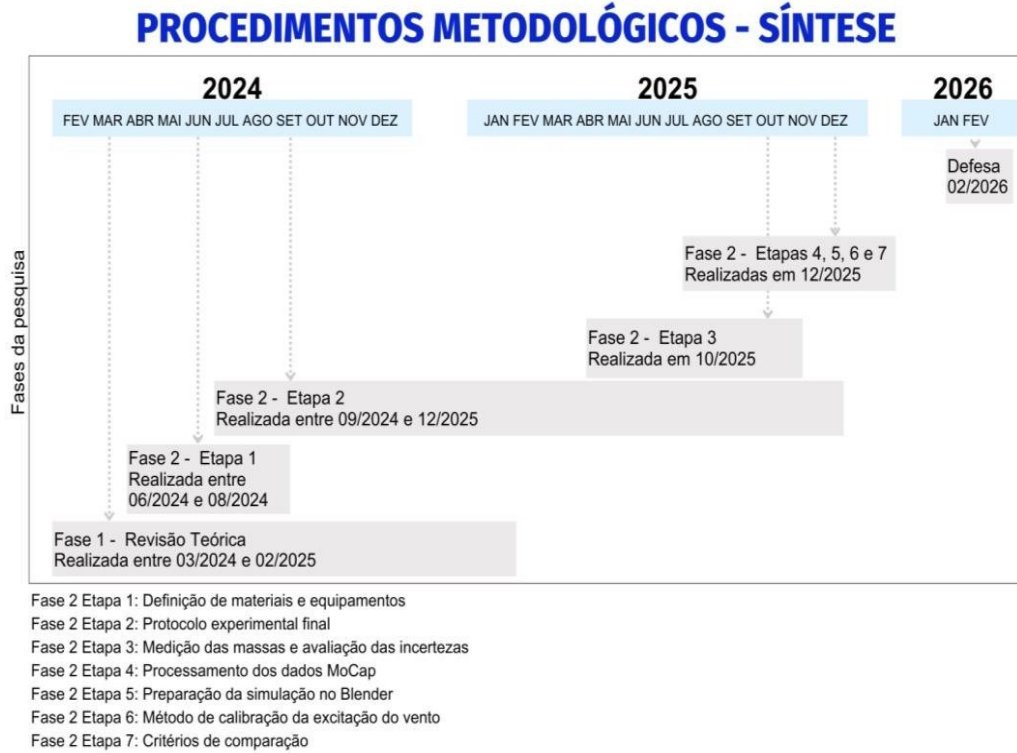 PROCEDIMENTOS METODOLÓGICOS - SÍNTESE
2024
2025
2026
FEV MAR ABR MAI JUN JUL AGO SET OUT NOV DEZ
JAN FEV MAR ABR MAI JUN JUL AGO SET OUT NOV DEZ
JAN FEV
Defesa
02/2026
Fase 2 - Etapas 4, 5, 6 e 7
Realizadas em 12/2025
Fase 2 - Etapa 3
Realizada em 10/2025
Fase 2 - Etapa 2
Realizada entre 09/2024 e 12/2025
Fase 2 - Etapa 1
Realizada entre
06/2024 e 08/2024
Fase 1 - Revisão Teórica
Realizada entre 03/2024 e 02/2025
Fases da pesquisa
Fase 2 Etapa 1: Definição de materiais e equipamentos
Fase 2 Etapa 2: Protocolo experimental final
Fase 2 Etapa 3: Medição das massas e avaliação das incertezas
Fase 2 Etapa 4: Processamento dos dados MoCap
Fase 2 Etapa 5: Preparação da simulação no Blender
Fase 2 Etapa 6: Método de calibração da excitação do vento
Fase 2 Etapa 7: Critérios de comparação